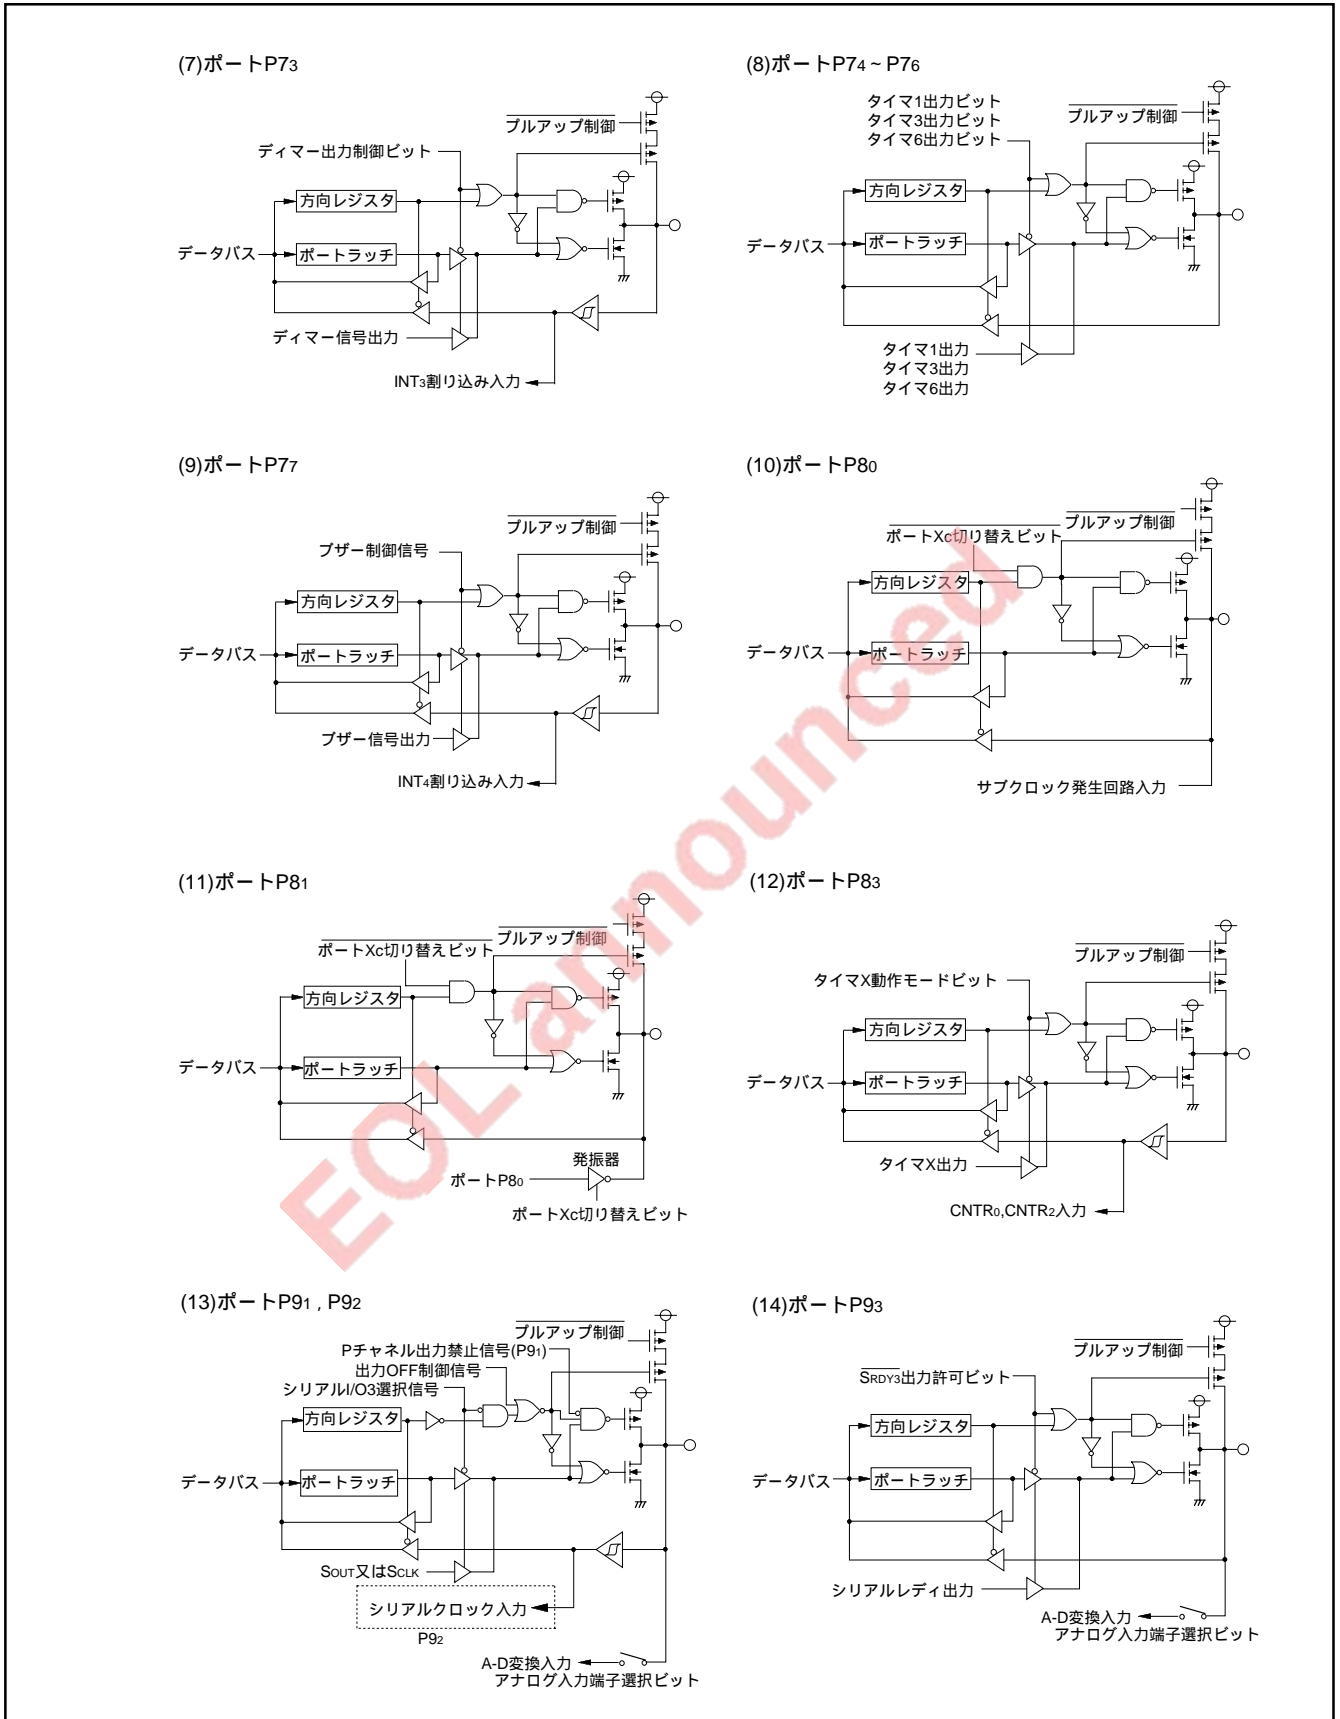 (7)ポートP73
プルアップ制御
ディマー出力制御ビット
方向レジスタ
データバス
ポートラッチ
ディマー信号出力
INT3割り込み入力
(8)ポートP74～P76
タイマ1出力ビット
タイマ3出力ビット
タイマ6出力ビット
プルアップ制御
方向レジスタ
データバス
ポートラッチ
タイマ1出力
タイマ3出力
タイマ6出力
(9)ポートP77
プルアップ制御
ブザー制御信号
方向レジスタ
データバス
ポートラッチ
ブザー信号出力
INT4割り込み入力
(10)ポートP80
プルアップ制御
ポートXc切り替えビット
方向レジスタ
データバス
ポートラッチ
サブクロック発生回路入力
(11)ポートP81
プルアップ制御
ポートXc切り替えビット
方向レジスタ
データバス
ポートラッチ
発振器
ポートP80
ポートXc切り替えビット
(12)ポートP83
プルアップ制御
タイマX動作モードビット
方向レジスタ
データバス
ポートラッチ
タイマX出力
CNTR0,CNTR2入力
(13)ポートP91 , P92
プルアップ制御
Pチャネル出力禁止信号(P91)
出力OFF制御信号
シリアルI/O3選択信号
方向レジスタ
データバス
ポートラッチ
SOUT又はSCLK
シリアルクロック入力
P92
A-D変換入力
アナログ入力端子選択ビット
(14)ポートP93
プルアップ制御
SRDY3出力許可ビット
方向レジスタ
データバス
ポートラッチ
シリアルレディ出力
A-D変換入力
アナログ入力端子選択ビット
EOL announced